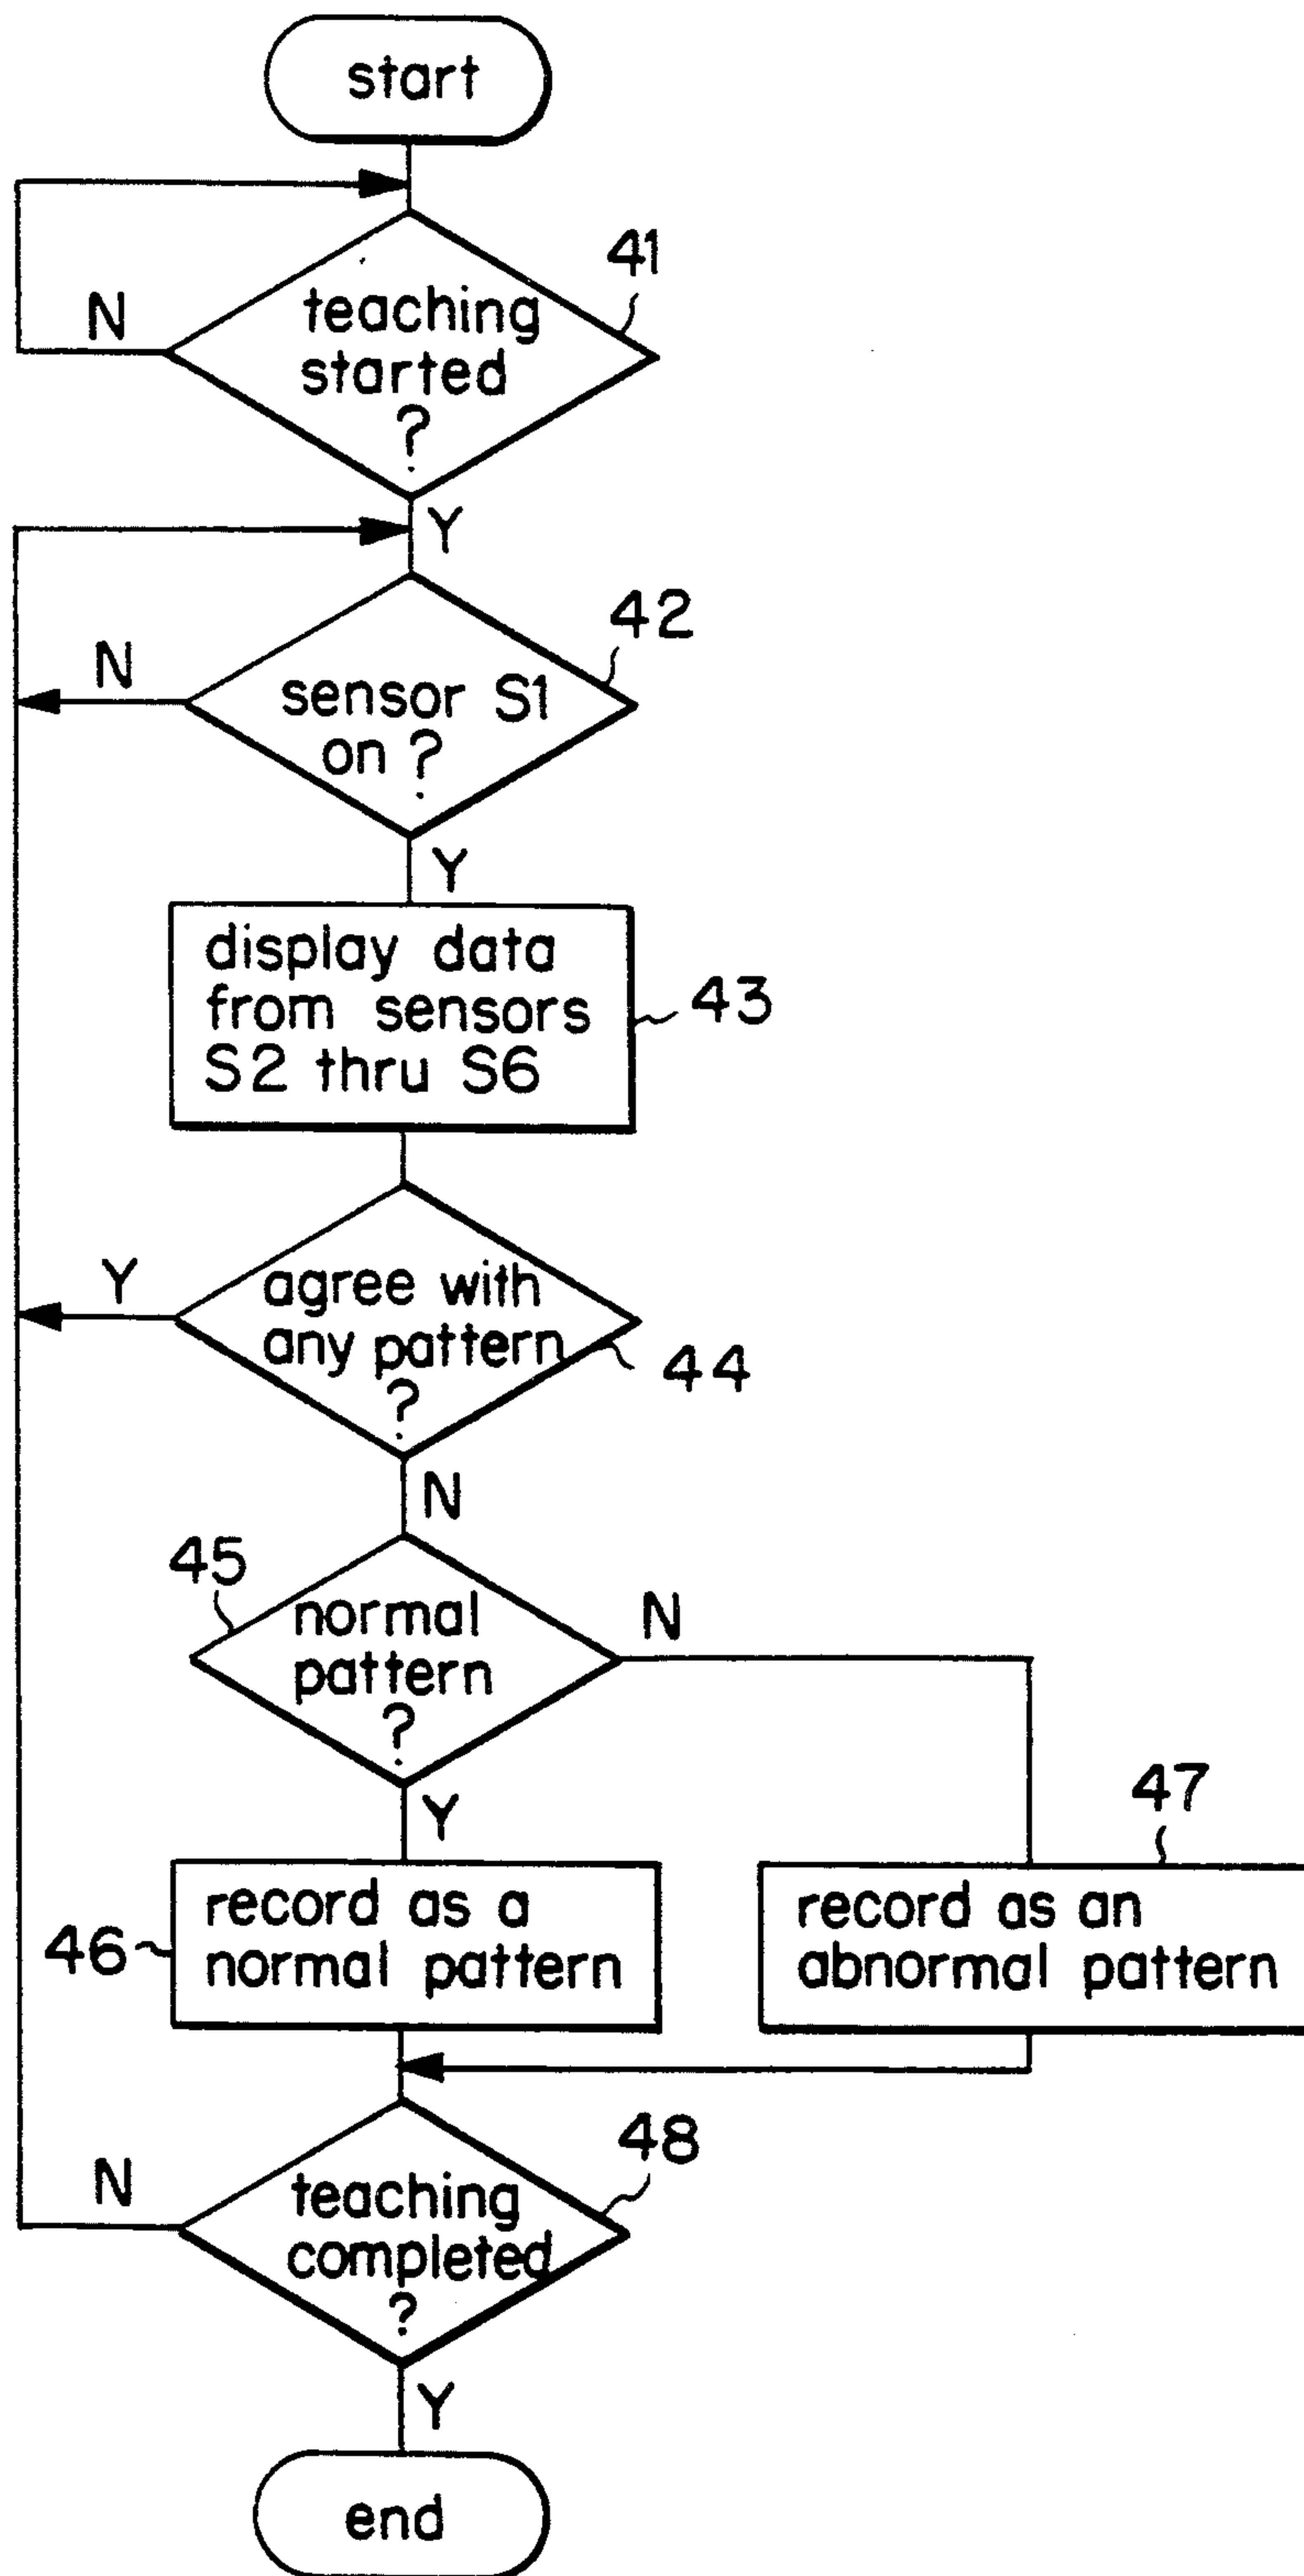 start
41
N
teaching
started
?
Y
42
N
sensor S1
on ?
Y
display data
from sensors
S2 thru S6
43
Y
agree with
any pattern
?
44
N
45
normal
pattern
?
N
Y
47
record as a
normal pattern
46
record as an
abnormal pattern
48
N
teaching
completed
?
Y
end